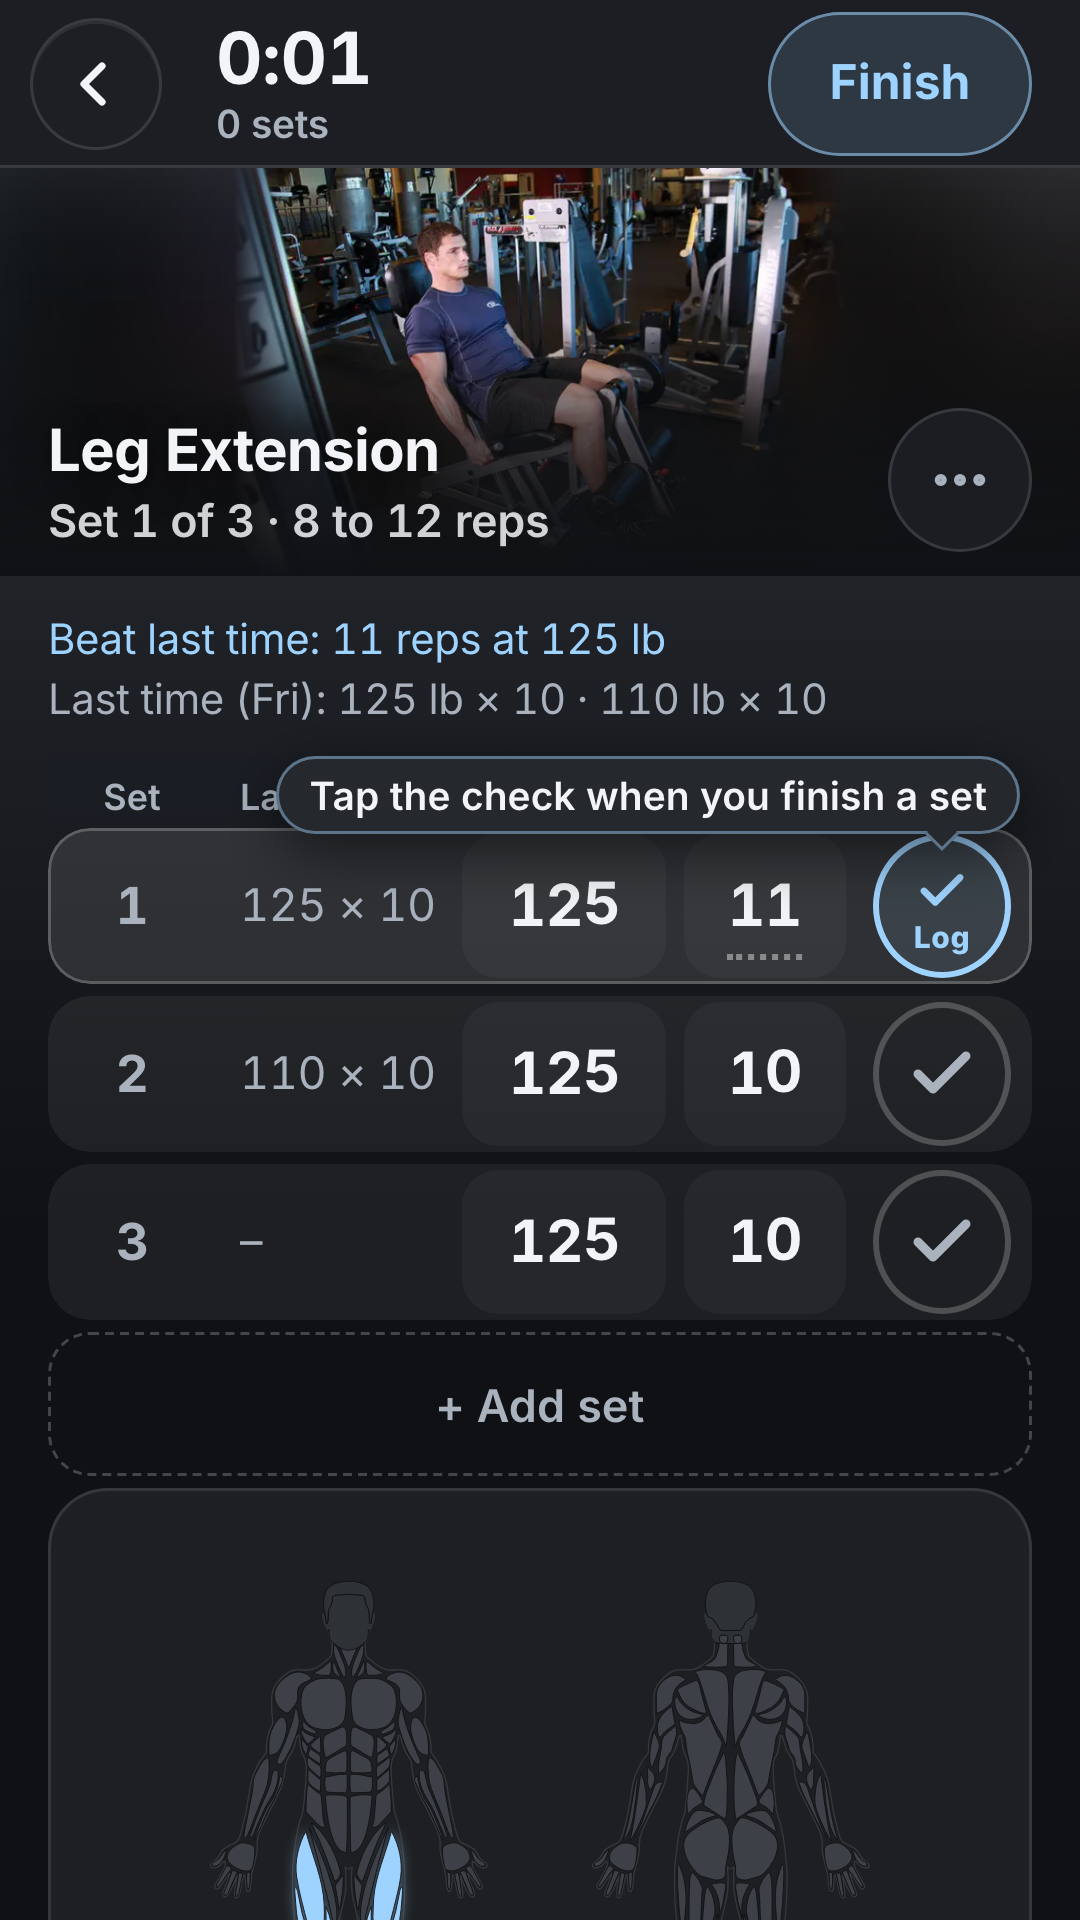 0:01
0 sets
Finish
Leg Extension
Set 1 of 3 · 8 to 12 reps
Beat last time: 11 reps at 125 lb
Last time (Fri): 125 lb × 10 · 110 lb × 10
Set
Tap the check when you finish a set
1 125 × 10 125 11 Log
2 110 × 10 125 10
3 – 125 10
+ Add set